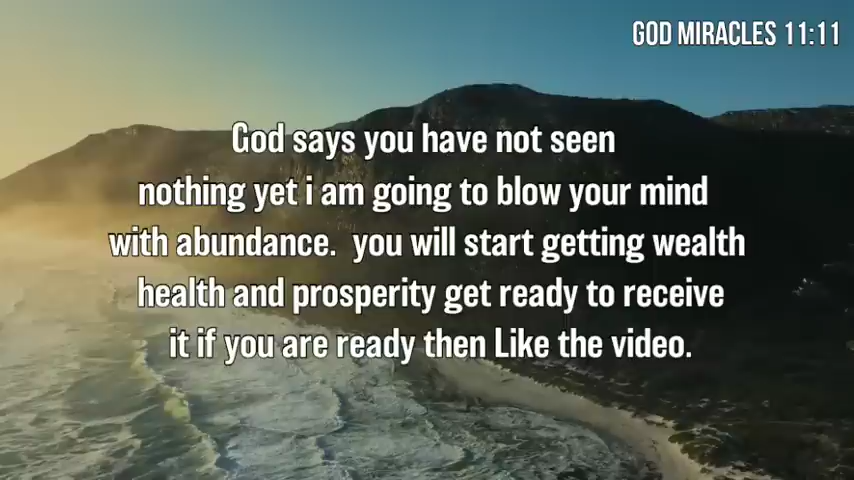 GOD MIRACLES 11:11
God says you have not seen
nothing yet i am going to blow your mind
with abundance.  you will start getting wealth
health and prosperity get ready to receive
it if you are ready then Like the video.